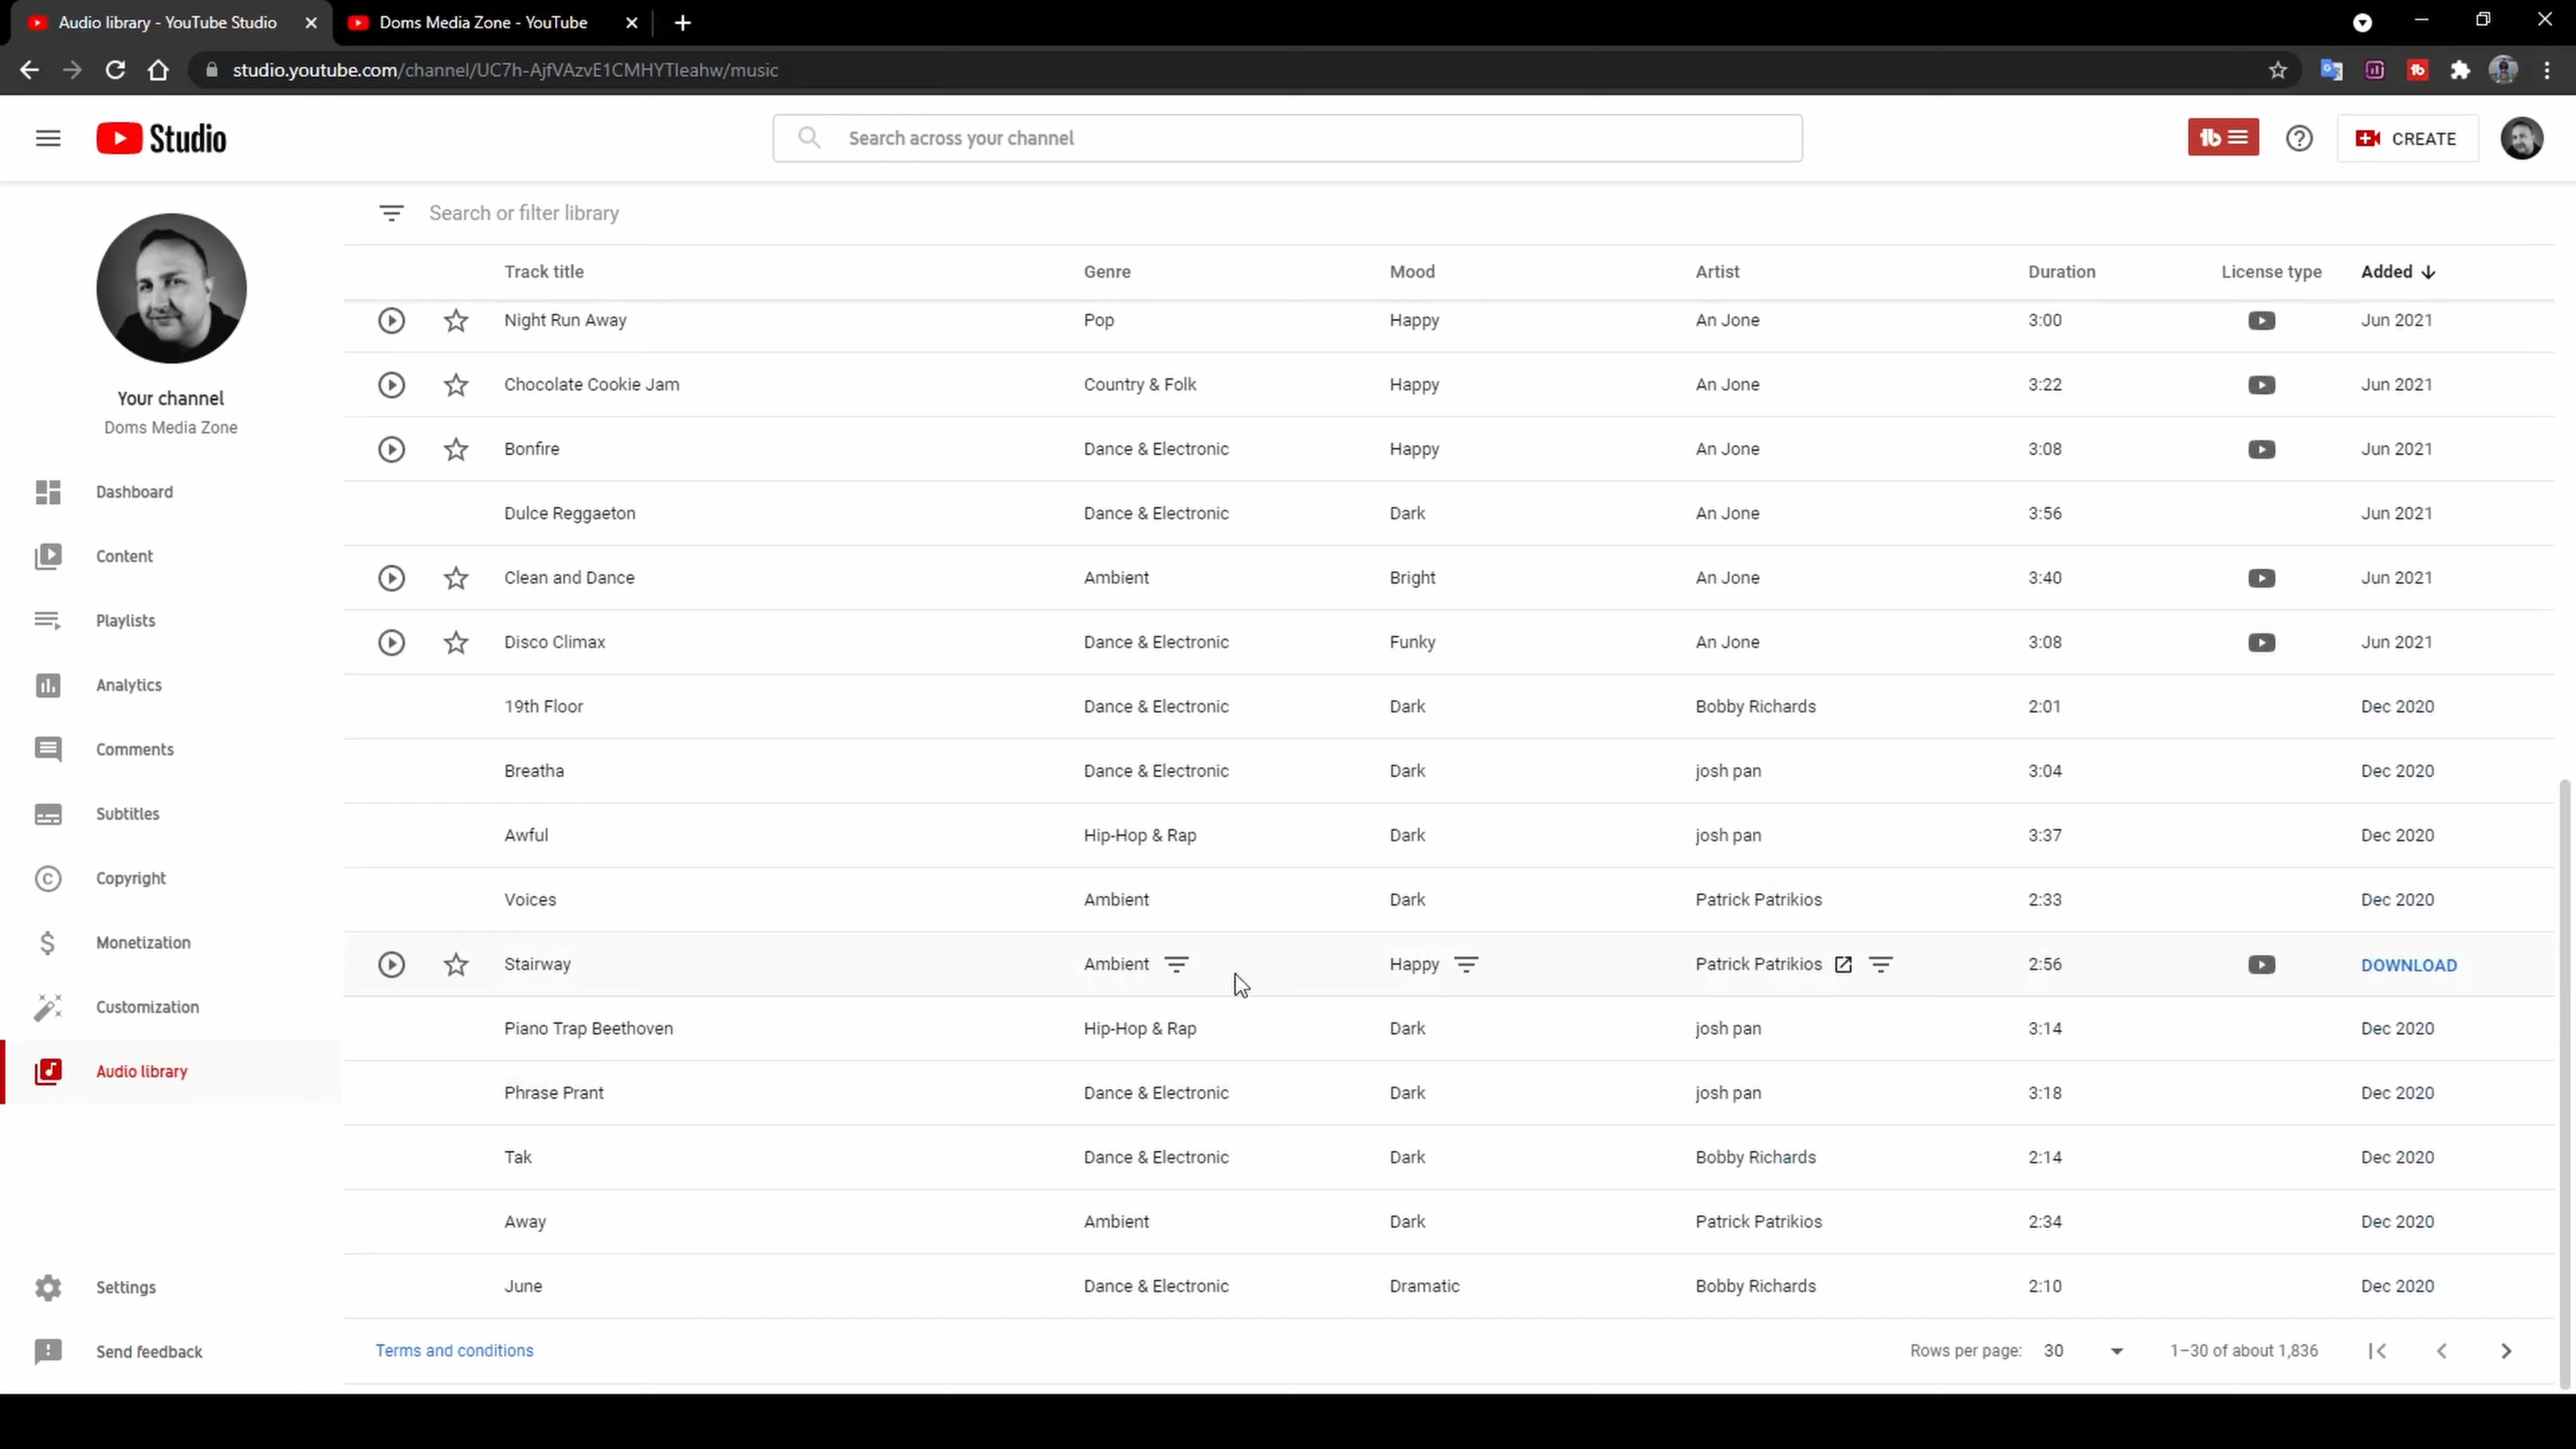 Audio library - YouTube Studio
Doms Media Zone - YouTube
studio.youtube.com/channel/UC7h-AjfVAzvE1CMHYTleahw/music
Studio
Search across your channel
CREATE
Search or filter library
Your channel
Doms Media Zone
Dashboard
Content
Playlists
Analytics
Comments
Subtitles
Copyright
Monetization
Customization
Audio library
Settings
Send feedback
Track title Genre Mood Artist Duration License type Added
Night Run Away Pop Happy An Jone 3:00 Jun 2021
Chocolate Cookie Jam Country & Folk Happy An Jone 3:22 Jun 2021
Bonfire Dance & Electronic Happy An Jone 3:08 Jun 2021
Dulce Reggaeton Dance & Electronic Dark An Jone 3:56 Jun 2021
Clean and Dance Ambient Bright An Jone 3:40 Jun 2021
Disco Climax Dance & Electronic Funky An Jone 3:08 Jun 2021
19th Floor Dance & Electronic Dark Bobby Richards 2:01 Dec 2020
Breatha Dance & Electronic Dark josh pan 3:04 Dec 2020
Awful Hip-Hop & Rap Dark josh pan 3:37 Dec 2020
Voices Ambient Dark Patrick Patrikios 2:33 Dec 2020
Stairway Ambient Happy Patrick Patrikios 2:56 DOWNLOAD
Piano Trap Beethoven Hip-Hop & Rap Dark josh pan 3:14 Dec 2020
Phrase Prant Dance & Electronic Dark josh pan 3:18 Dec 2020
Tak Dance & Electronic Dark Bobby Richards 2:14 Dec 2020
Away Ambient Dark Patrick Patrikios 2:34 Dec 2020
June Dance & Electronic Dramatic Bobby Richards 2:10 Dec 2020
Terms and conditions Rows per page: 30 1–30 of about 1,836